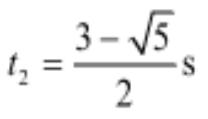 t₂ = (3 − √5)/2 s